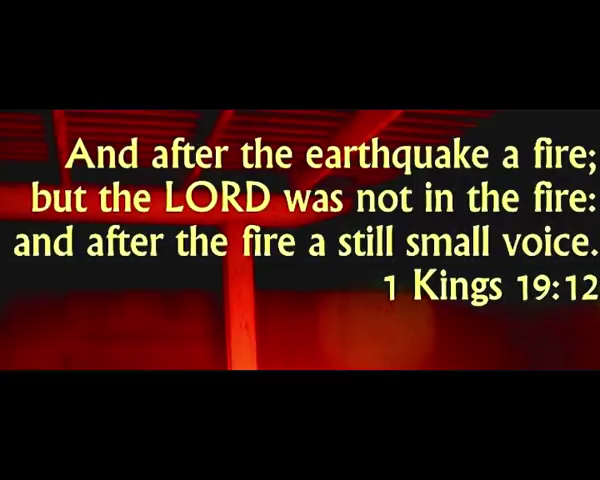 And after the earthquake a fire;
but the LORD was not in the fire:
and after the fire a still small voice.
1 Kings 19:12